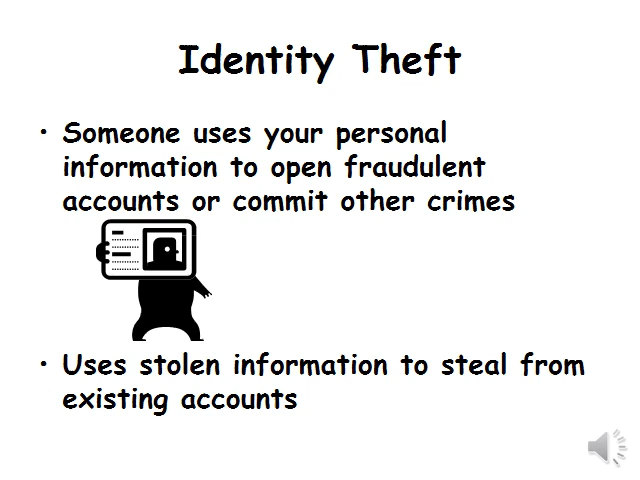 Identity Theft
• Someone uses your personal
information to open fraudulent
accounts or commit other crimes
• Uses stolen information to steal from
existing accounts